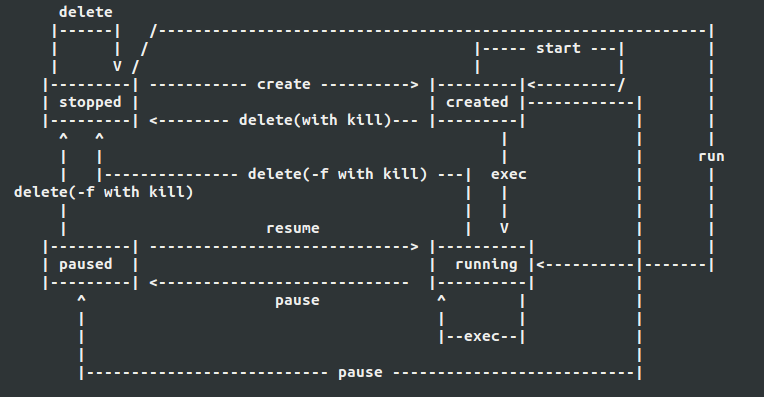 delete
    |------|   /-------------------------------------------------------------|
    |      |  /                                    |----- start ---|         |
    |      V /                                     |               |         |
   |---------| ----------- create ----------> |---------|<---------/         |
   | stopped |                                | created |------------|       |
   |---------| <-------- delete(with kill)--- |---------|            |       |
     ^   ^                                            |              |       |
     |   |                                            |              |      run
     |   |--------------- delete(-f with kill) ---|  exec            |       |
delete(-f with kill)                              |   |              |       |
     |                                            |   |              |       |
     |                      resume                |   V              |       |
   |---------| -----------------------------> |----------|           |       |
   | paused  |                                |  running |<----------|-------|
   |---------| <----------------------------  |----------|           |
       ^                     pause             ^        |            |
       |                                       |        |            |
       |                                       |--exec--|            |
       |                                                             |
       |--------------------------- pause ---------------------------|